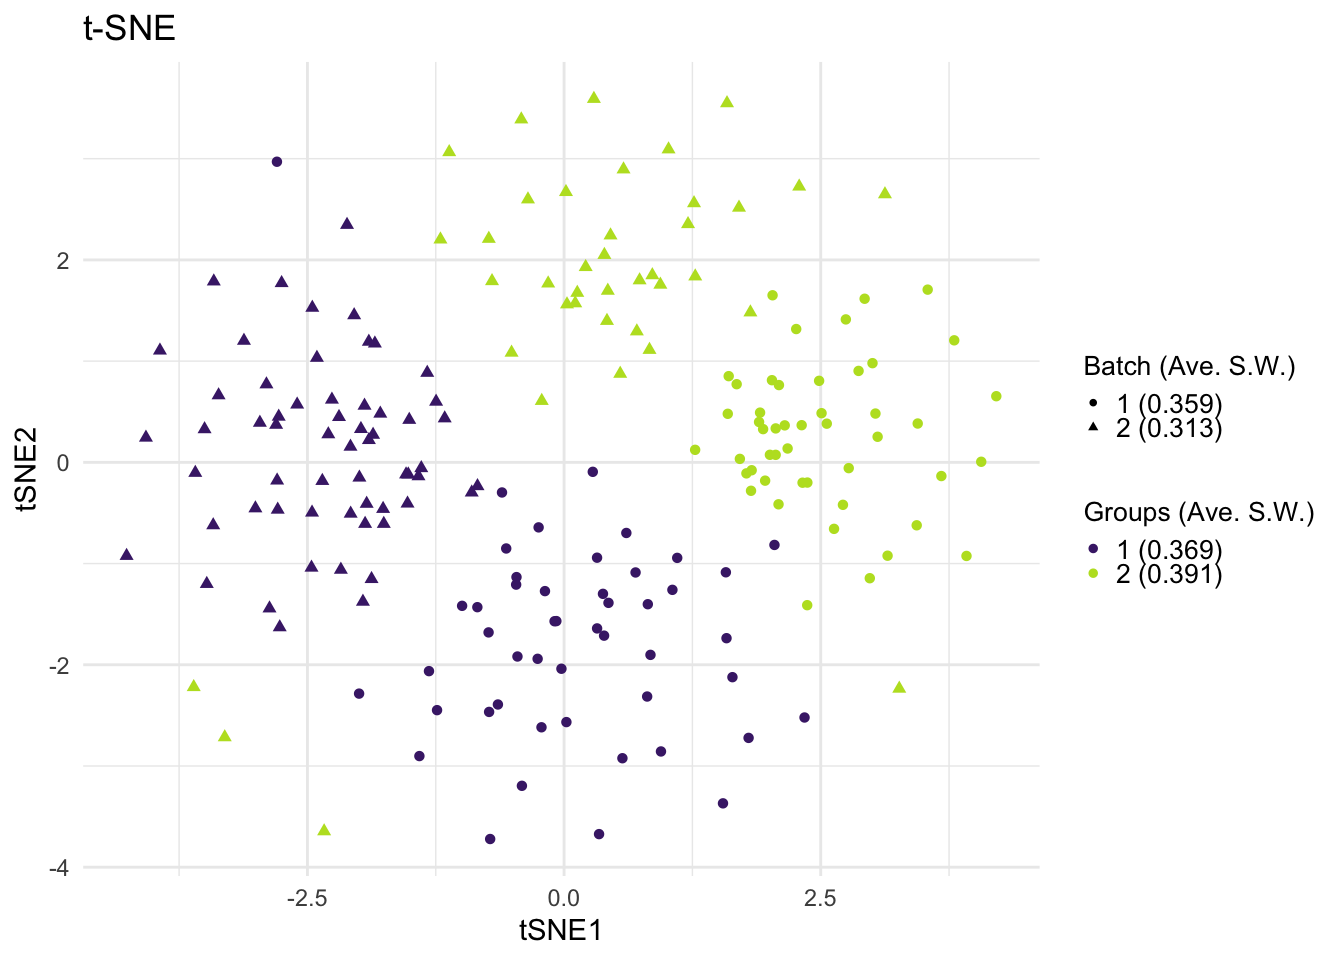 t-SNE
2
0
-2
-4
tSNE2
-2.5
0.0
2.5
tSNE1
Batch (Ave. S.W.)
1 (0.359)
2 (0.313)
Groups (Ave. S.W.)
1 (0.369)
2 (0.391)